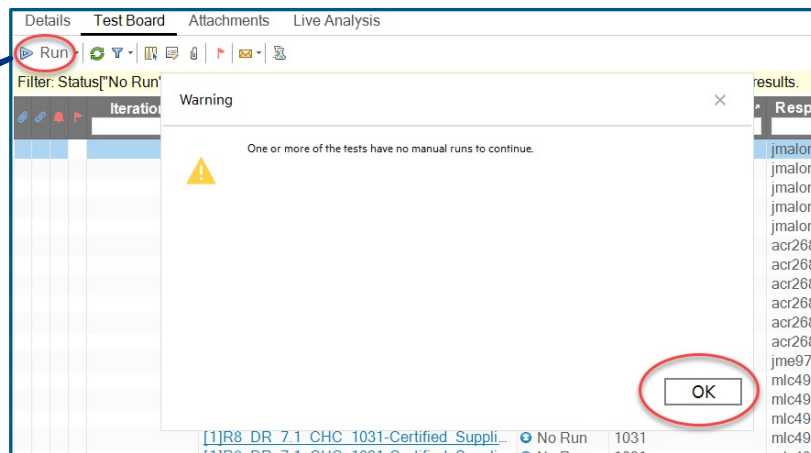 Details Test Board Attachments Live Analysis
Run
Filter: Status["No Run" results.
Iteration Resp
Warning
One or more of the tests have no manual runs to continue.
OK
jmalor
jmalor
jmalor
jmalor
jmalor
acr268
acr268
acr268
acr268
acr268
acr268
jme97
mlc49
mlc49
mlc49
[1]R8_DR_7.1_CHC_1031-Certified_Suppli... No Run 1031 mlc49